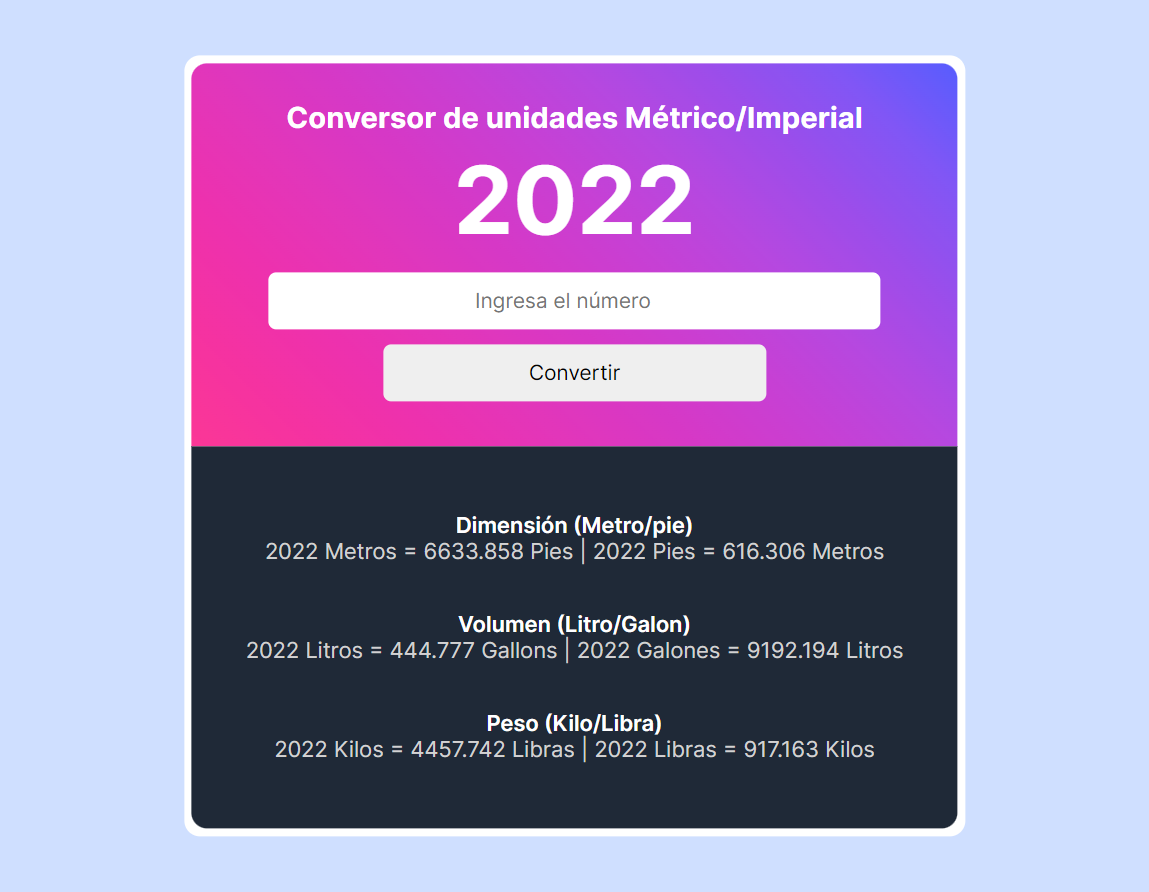 Conversor de unidades Métrico/Imperial
2022
Ingresa el número
Convertir
Dimensión (Metro/pie)
2022 Metros = 6633.858 Pies | 2022 Pies = 616.306 Metros
Volumen (Litro/Galon)
2022 Litros = 444.777 Gallons | 2022 Galones = 9192.194 Litros
Peso (Kilo/Libra)
2022 Kilos = 4457.742 Libras | 2022 Libras = 917.163 Kilos